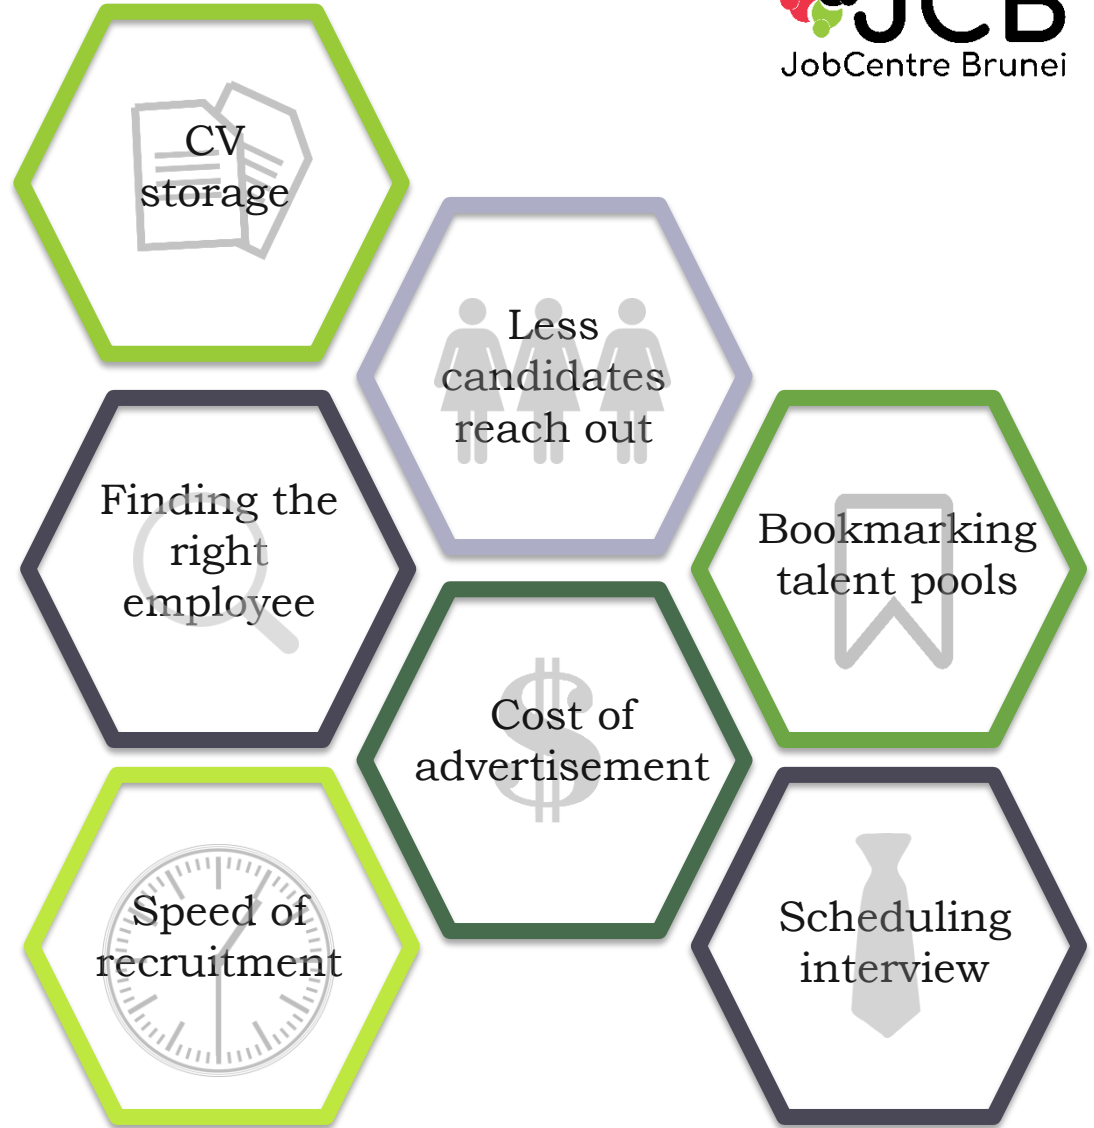 JCB
JobCentre Brunei
CV
storage
Less
candidates
reach out
Finding the
right
employee
Bookmarking
talent pools
Cost of
advertisement
Speed of
recruitment
Scheduling
interview